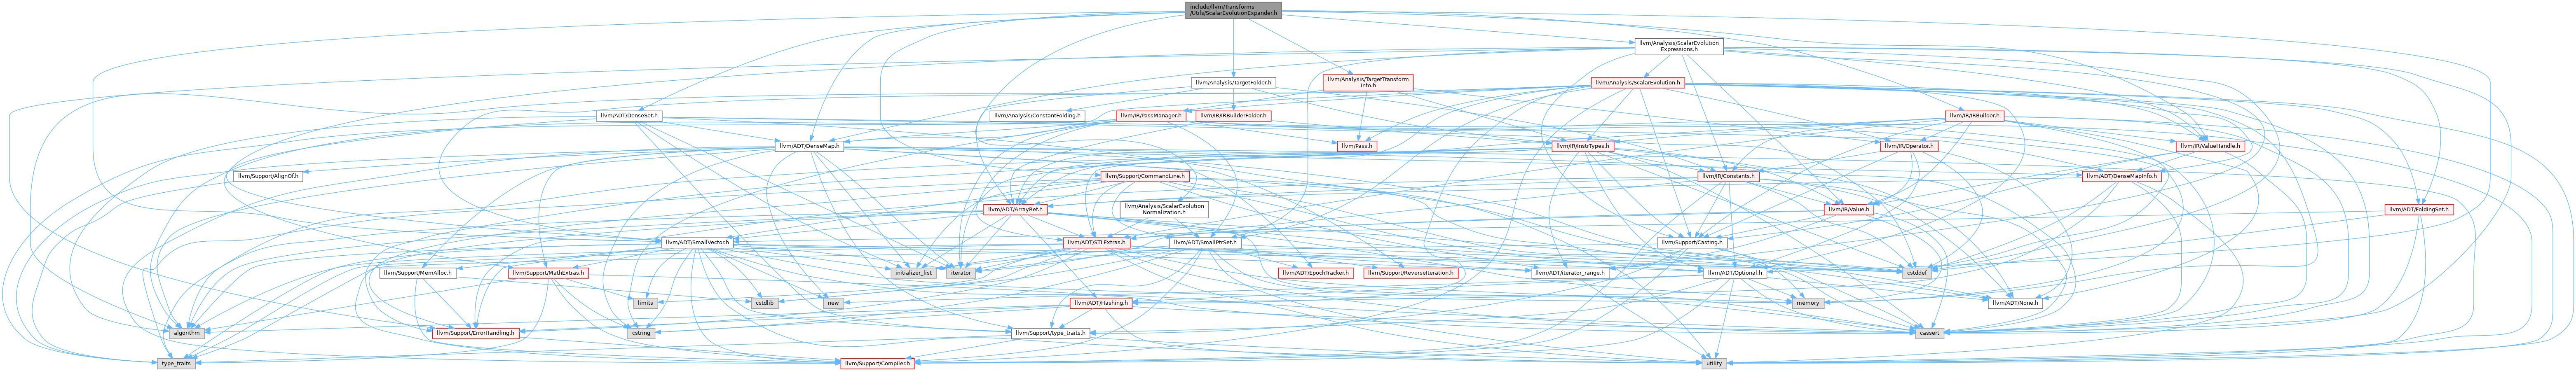 include/llvm/Transforms
/Utils/ScalarEvolutionExpander.h
llvm/Analysis/ScalarEvolution
Expressions.h
llvm/Analysis/TargetFolder.h
llvm/Analysis/TargetTransform
Info.h
llvm/Analysis/ScalarEvolution.h
llvm/ADT/DenseSet.h
llvm/Analysis/ConstantFolding.h
llvm/IR/PassManager.h
llvm/IR/IRBuilderFolder.h
llvm/IR/IRBuilder.h
llvm/ADT/DenseMap.h
llvm/Pass.h
llvm/IR/InstrTypes.h
llvm/IR/Operator.h
llvm/IR/ValueHandle.h
llvm/Support/AlignOf.h
llvm/Support/CommandLine.h
llvm/IR/Constants.h
llvm/ADT/DenseMapInfo.h
llvm/ADT/ArrayRef.h
llvm/Analysis/ScalarEvolution
Normalization.h
llvm/IR/Value.h
llvm/ADT/FoldingSet.h
llvm/ADT/SmallVector.h
llvm/ADT/STLExtras.h
llvm/ADT/SmallPtrSet.h
llvm/Support/Casting.h
llvm/Support/MemAlloc.h
llvm/Support/MathExtras.h
initializer_list
iterator
llvm/ADT/EpochTracker.h
llvm/Support/ReverseIteration.h
llvm/ADT/iterator_range.h
llvm/ADT/Optional.h
cstddef
limits
cstdlib
new
llvm/ADT/Hashing.h
memory
llvm/ADT/None.h
algorithm
llvm/Support/ErrorHandling.h
cstring
llvm/Support/type_traits.h
cassert
type_traits
llvm/Support/Compiler.h
utility